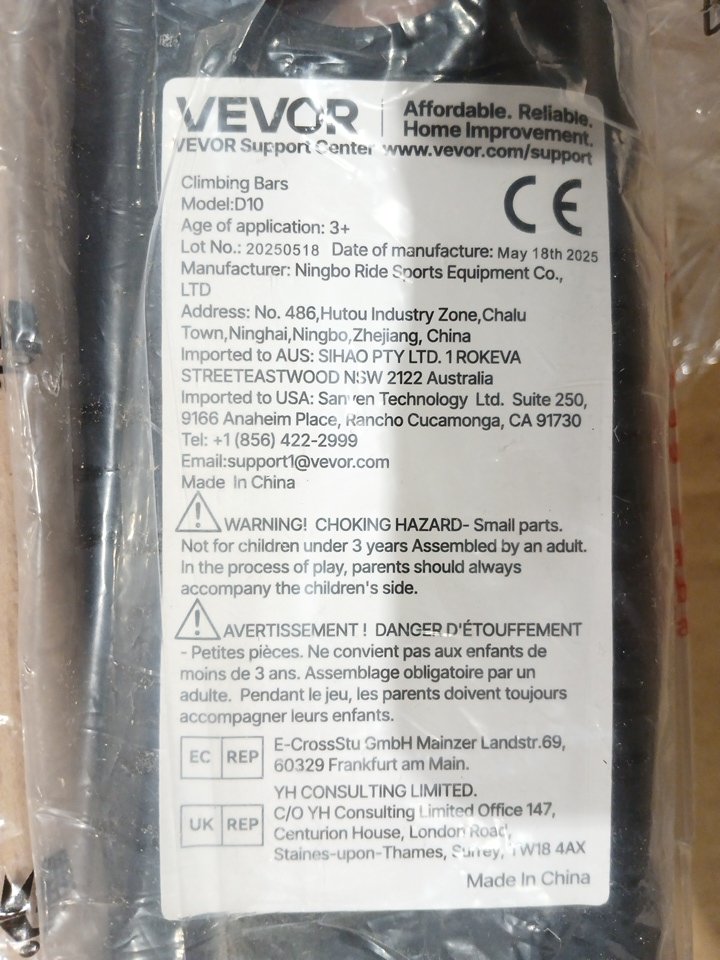 VEVOR
Affordable. Reliable.
Home Improvement.
VEVOR Support Center www.vevor.com/support
Climbing Bars
CE
Model:D10
Age of application: 3+
Lot No.: 20250518 Date of manufacture: May 18th 2025
Manufacturer: Ningbo Ride Sports Equipment Co.,
LTD
Address: No. 486,Hutou Industry Zone,Chalu
Town,Ninghai,Ningbo,Zhejiang, China
Imported to AUS: SIHAO PTY LTD. 1 ROKEVA
STREETEASTWOOD NSW 2122 Australia
Imported to USA: Sanven Technology Ltd. Suite 250,
9166 Anaheim Place, Rancho Cucamonga, CA 91730
Tel: +1 (856) 422-2999
Email:support1@vevor.com
Made In China
WARNING! CHOKING HAZARD- Small parts.
Not for children under 3 years Assembled by an adult.
In the process of play, parents should always
accompany the children's side.
AVERTISSEMENT ! DANGER D'ÉTOUFFEMENT
- Petites pièces. Ne convient pas aux enfants de
moins de 3 ans. Assemblage obligatoire par un
adulte. Pendant le jeu, les parents doivent toujours
accompagner leurs enfants.
EC REP
E-CrossStu GmbH Mainzer Landstr.69,
60329 Frankfurt am Main.
YH CONSULTING LIMITED.
UK REP
C/O YH Consulting Limited Office 147,
Centurion House, London Road,
Staines-upon-Thames, Surrey, TW18 4AX
Made In China